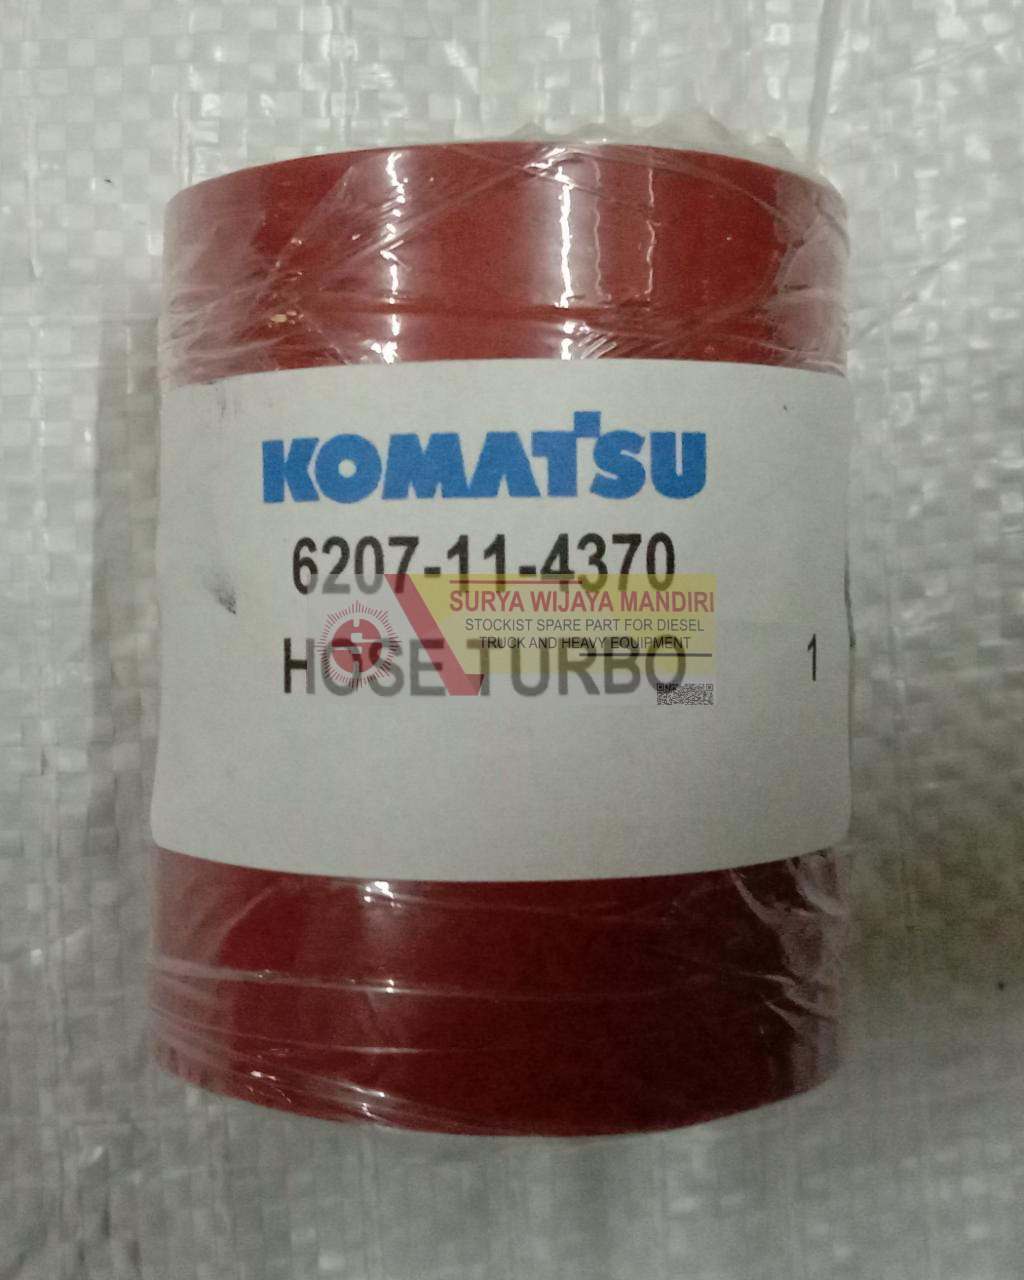 KOMATSU
6207-11-4370
SURYA WIJAYA MANDIRI
STOCKIST SPARE PART FOR DIESEL
TRUCK AND HEAVY EQUIPMENT
HOSE TURBO 1